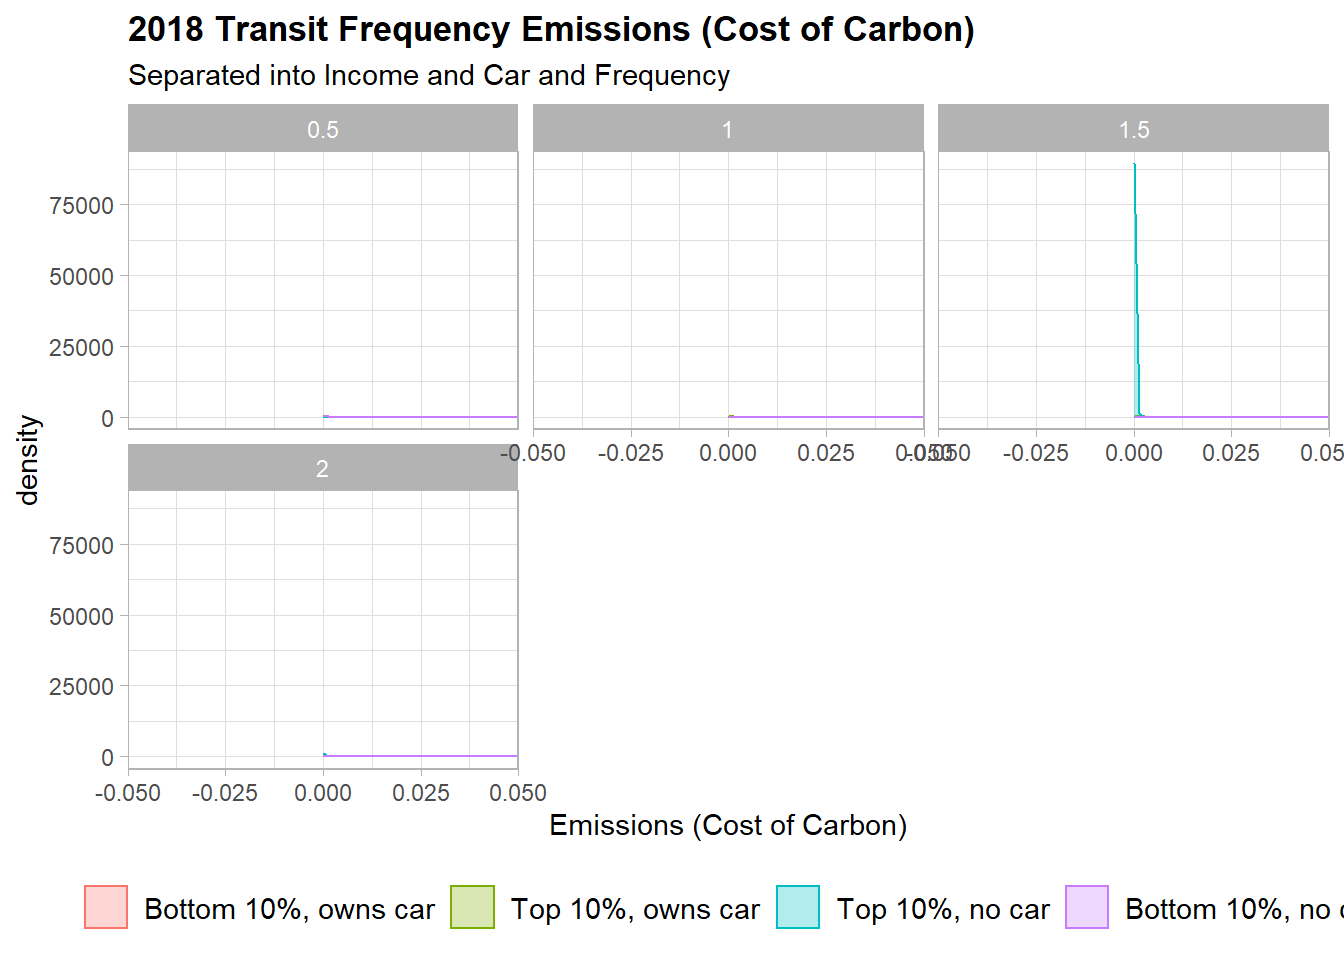 2018 Transit Frequency Emissions (Cost of Carbon)
Separated into Income and Car and Frequency
0.5 1 1.5
75000
50000
25000
0
-0.050 -0.025 0.000 0.025 0.050 -0.050 -0.025 0.000 0.025 0.05
density
2
75000
50000
25000
0
-0.050 -0.025 0.000 0.025 0.050
Emissions (Cost of Carbon)
Bottom 10%, owns car Top 10%, owns car Top 10%, no car Bottom 10%, no c